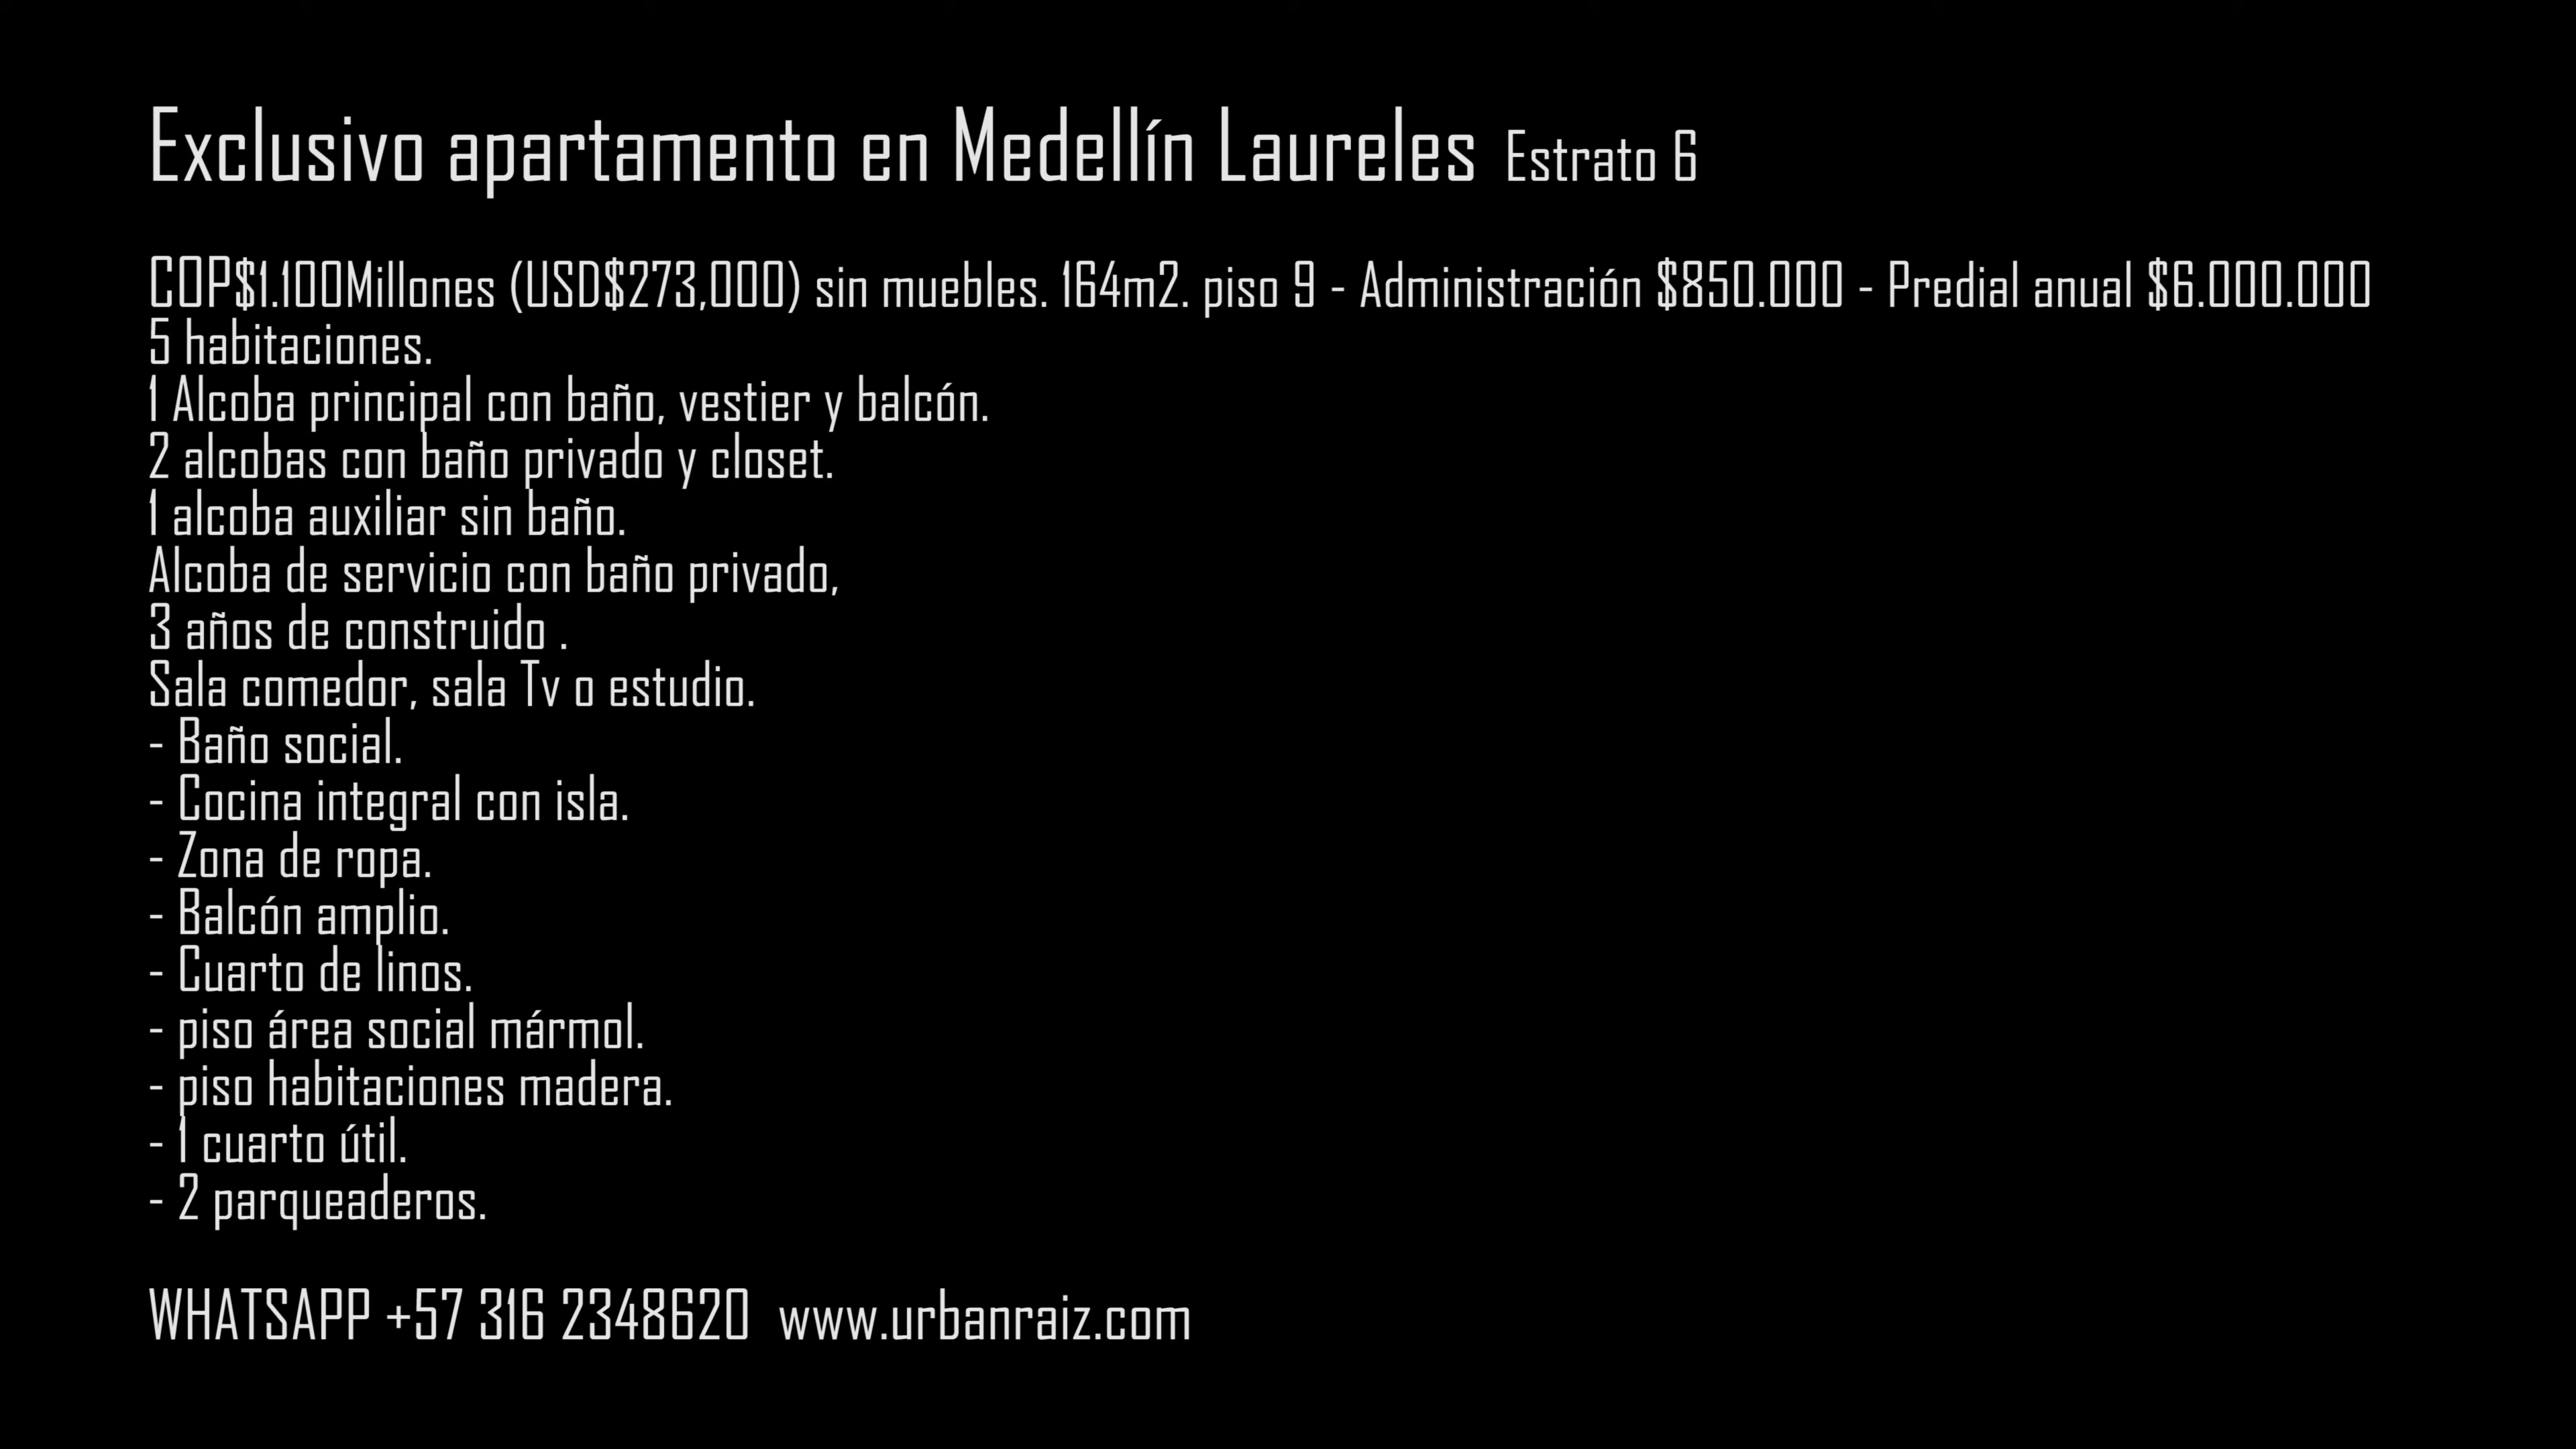 Exclusivo apartamento en Medellín Laureles Estrato 6
COP$1.100Millones (USD$273,000) sin muebles. 164m2. piso 9 - Administración $850.000 - Predial anual $6.000.000
5 habitaciones.
1 Alcoba principal con baño, vestier y balcón.
2 alcobas con baño privado y closet.
1 alcoba auxiliar sin baño.
Alcoba de servicio con baño privado,
3 años de construido .
Sala comedor, sala Tv o estudio.
- Baño social.
- Cocina integral con isla.
- Zona de ropa.
- Balcón amplio.
- Cuarto de linos.
- piso área social mármol.
- piso habitaciones madera.
- 1 cuarto útil.
- 2 parqueaderos.
WHATSAPP +57 316 2348620 www.urbanraiz.com